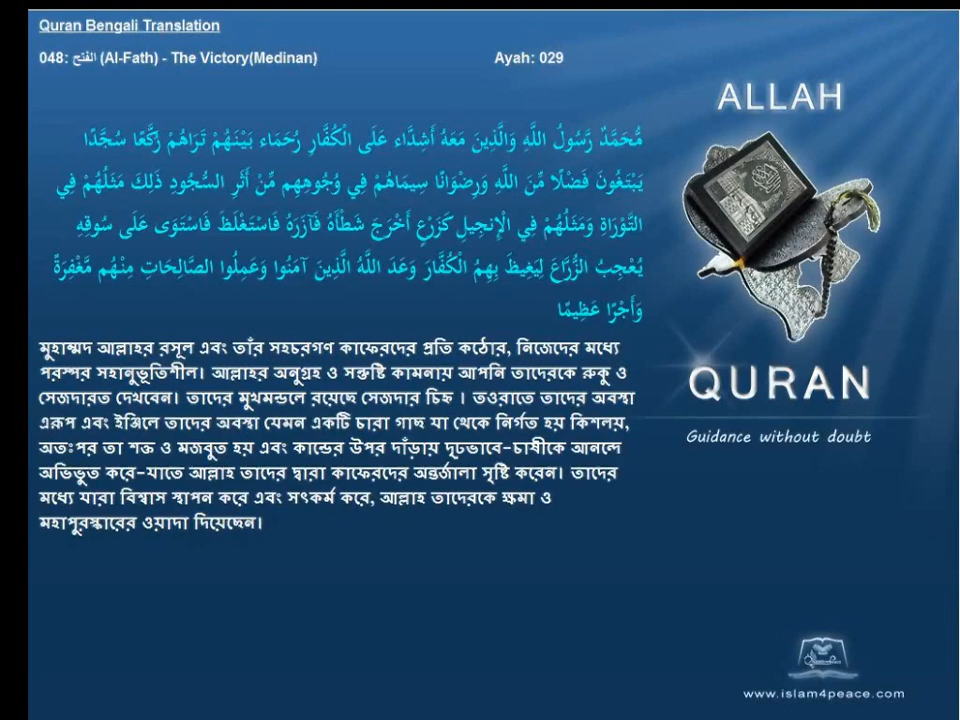 Quran Bengali Translation
048: الفتح (Al-Fath) - The Victory(Medinan) Ayah: 029
مُّحَمَّدٌ رَّسُولُ اللَّهِ وَالَّذِينَ مَعَهُ أَشِدَّاء عَلَى الْكُفَّارِ رُحَمَاء بَيْنَهُمْ تَرَاهُمْ رُكَّعًا سُجَّدًا
يَبْتَغُونَ فَضْلًا مِّنَ اللَّهِ وَرِضْوَانًا سِيمَاهُمْ فِي وُجُوهِهِم مِّنْ أَثَرِ السُّجُودِ ذَلِكَ مَثَلُهُمْ فِي
التَّوْرَاةِ وَمَثَلُهُمْ فِي الْإِنجِيلِ كَزَرْعٍ أَخْرَجَ شَطْأَهُ فَآزَرَهُ فَاسْتَغْلَظَ فَاسْتَوَى عَلَى سُوقِهِ
يُعْجِبُ الزُّرَّاعَ لِيَغِيظَ بِهِمُ الْكُفَّارَ وَعَدَ اللَّهُ الَّذِينَ آمَنُوا وَعَمِلُوا الصَّالِحَاتِ مِنْهُم مَّغْفِرَةً
وَأَجْرًا عَظِيمًا
মুহাম্মদ আল্লাহর রসূল এবং তাঁর সহচরগণ কাফেরদের প্রতি কঠোর, নিজেদের মধ্যে
পরস্পর সহানুভূতিশীল। আল্লাহর অনুগ্রহ ও সন্তুষ্টি কামনায় আপনি তাদেরকে রুকু ও
সেজদারত দেখবেন। তাদের মুখমন্ডলে রয়েছে সেজদার চিহ্ন । তওরাতে তাদের অবস্থা
এরূপ এবং ইঞ্জিলে তাদের অবস্থা যেমন একটি চারা গাছ যা থেকে নির্গত হয় কিশলয়,
অতঃপর তা শক্ত ও মজবুত হয় এবং কান্ডের উপর দাঁড়ায় দৃঢভাবে-চাষীকে আনন্দে
অভিভুত করে-যাতে আল্লাহ তাদের দ্বারা কাফেরদের অন্তর্জালা সৃষ্টি করেন। তাদের
মধ্যে যারা বিশ্বাস স্থাপন করে এবং সৎকর্ম করে, আল্লাহ তাদেরকে ক্ষমা ও
মহাপুরস্কারের ওয়াদা দিয়েছেন।
ALLAH
QURAN
Guidance without doubt
www.islam4peace.com